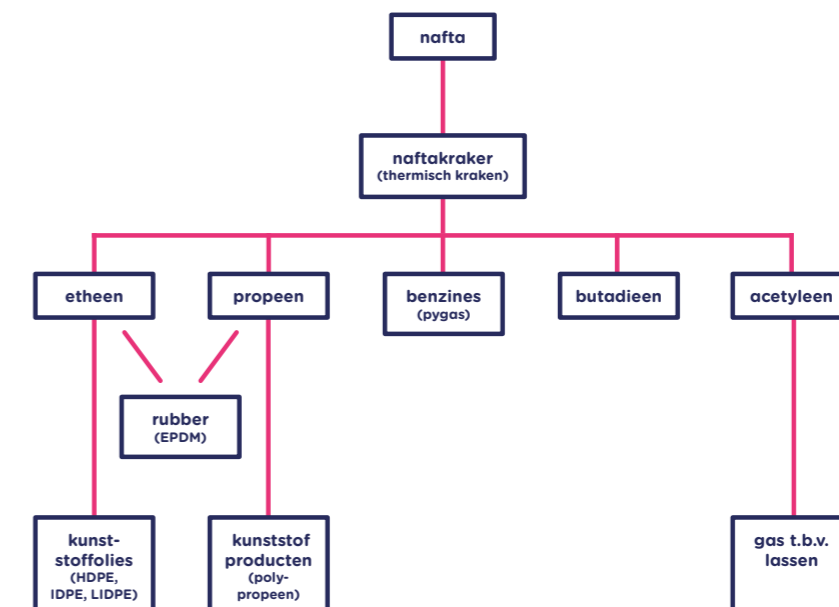 nafta
naftakraker
(thermisch kraken)
etheen
propeen
benzines
(pygas)
butadieen
acetyleen
rubber
(EPDM)
kunst-
stoffolies
(HDPE,
IDPE, LIDPE)
kunststof
producten
(poly-
propeen)
gas t.b.v.
lassen